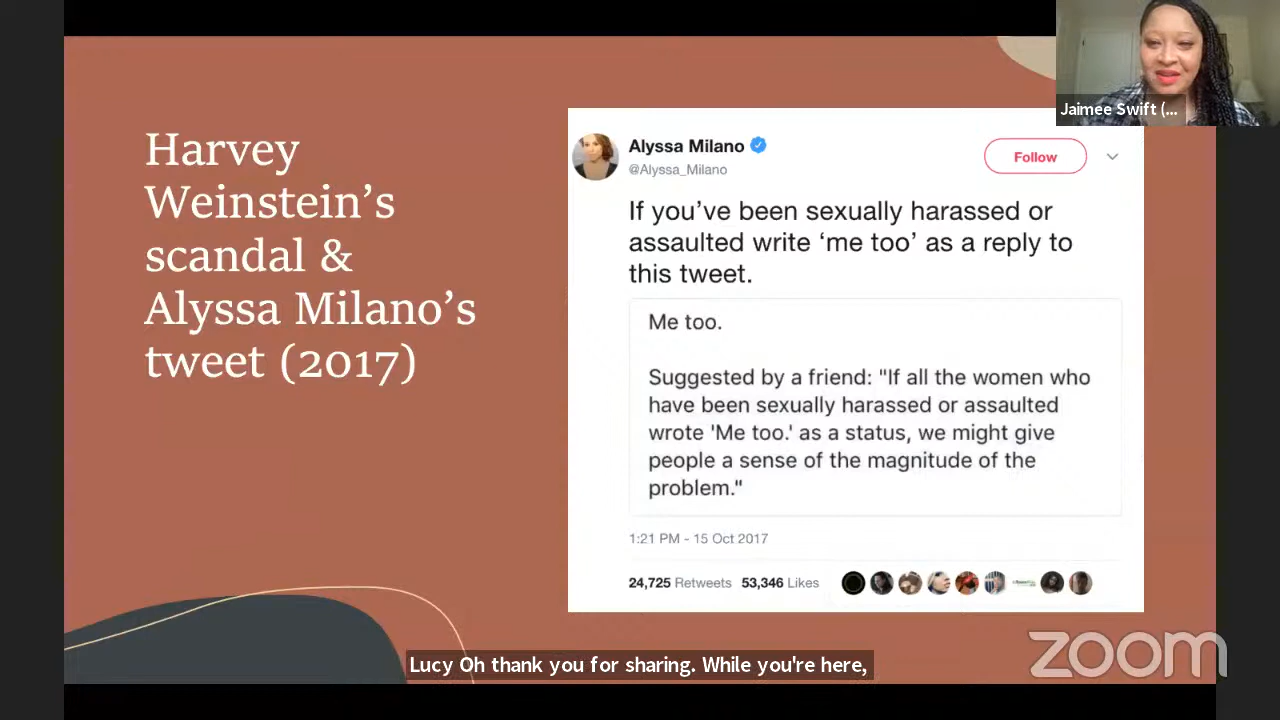 Jaimee Swift (...
Harvey
Weinstein’s
scandal &
Alyssa Milano’s
tweet (2017)
Alyssa Milano
@Alyssa_Milano
Follow
If you’ve been sexually harassed or
assaulted write ‘me too’ as a reply to
this tweet.
Me too.
Suggested by a friend: "If all the women who
have been sexually harassed or assaulted
wrote 'Me too.' as a status, we might give
people a sense of the magnitude of the
problem."
1:21 PM - 15 Oct 2017
24,725 Retweets 53,346 Likes
Lucy Oh thank you for sharing. While you're here,
zoom